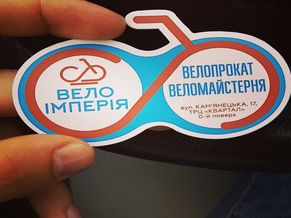 ВЕЛО
ІМПЕРІЯ
ВЕЛОПРОКАТ
ВЕЛОМАЙСТЕРНЯ
вул. КАМ'ЯНЕЦЬКА, 17,
ТРЦ «КВАРТАЛ»
0-й поверх